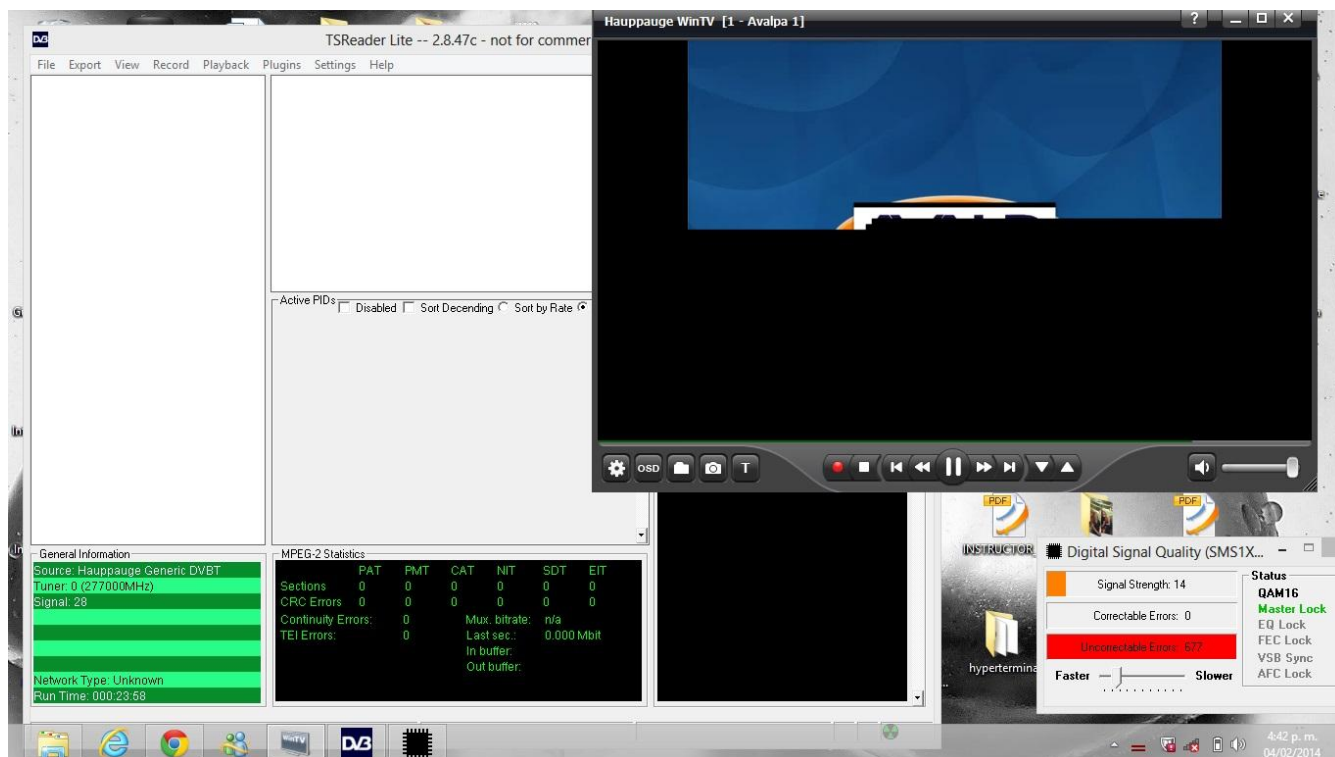 TSReader Lite -- 2.8.47c - not for commer
Hauppauge WinTV [1 - Avalpa 1]
File Export View Record Playback Plugins Settings Help
Active PIDs
Disabled Sort Decending Sort by Rate
OSD
T
General Information
Source: Hauppauge Generic DVBT
Tuner: 0 (277000MHz)
Signal: 28
Network Type: Unknown
Run Time: 000:23:58
MPEG-2 Statistics
PAT PMT CAT NIT SDT EIT
Sections 0 0 0 0 0 0
CRC Errors 0 0 0 0 0 0
Continuity Errors: 0 Mux. bitrate: n/a
TEI Errors: 0 Last sec.: 0.000 Mbit
In buffer:
Out buffer:
PDF
PDF
INSTRUCTOR
hypertermina
...
Digital Signal Quality (SMS1X...
Signal Strength: 14
Correctable Errors: 0
Uncorrectable Errors: 677
Faster Slower
Status
QAM16
Master Lock
EQ Lock
FEC Lock
VSB Sync
AFC Lock
WinTV
DVB
4:42 p. m.
04/02/2014